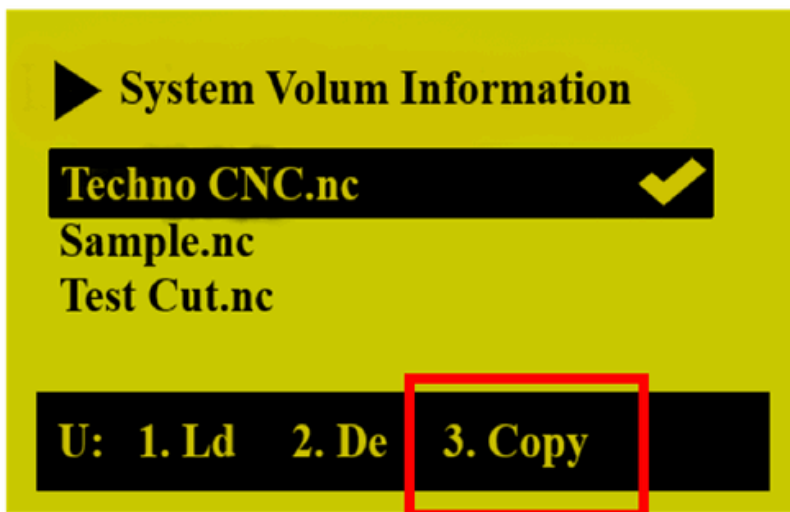 System Volum Information
Techno CNC.nc
Sample.nc
Test Cut.nc
U: 1. Ld 2. De 3. Copy